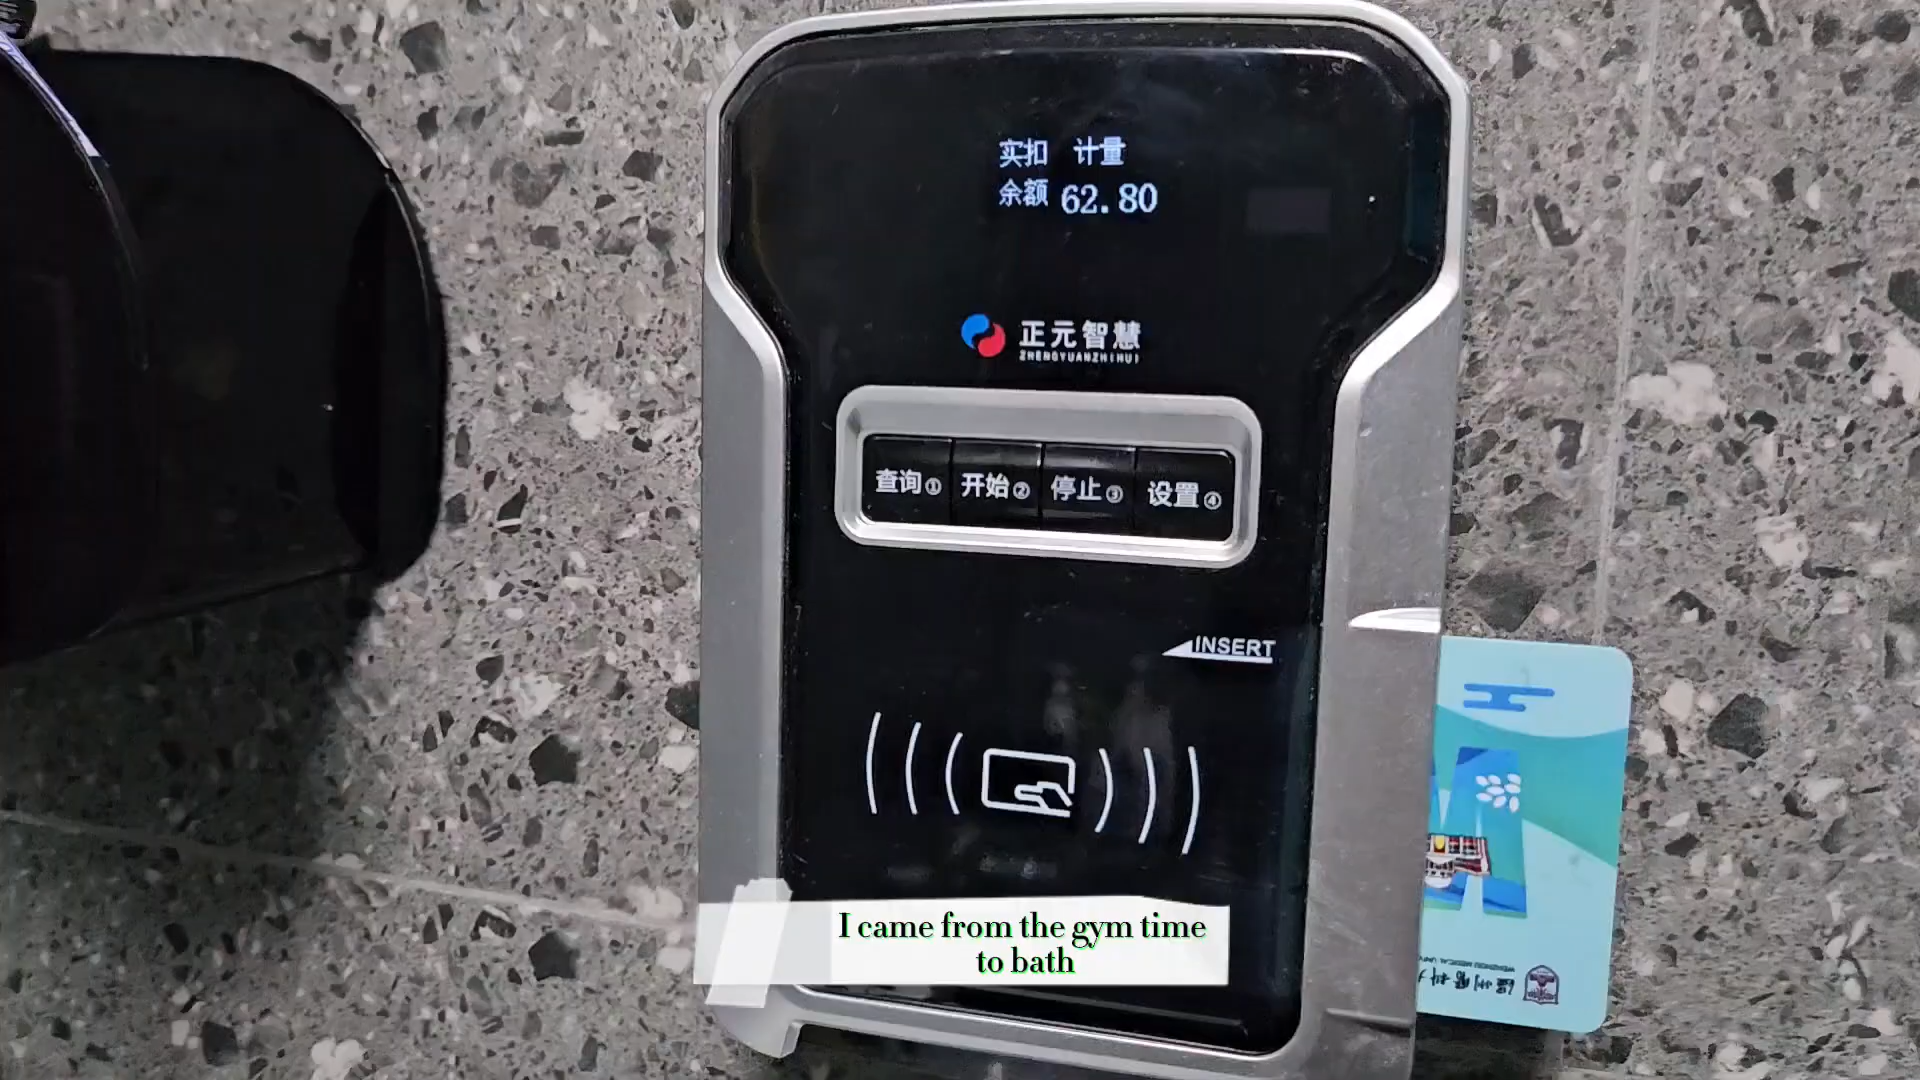 实扣 计量
余额 62.80
正元智慧
ZHENGYUANZHIHUI
查询① 开始② 停止③ 设置④
INSERT
I came from the gym time
to bath